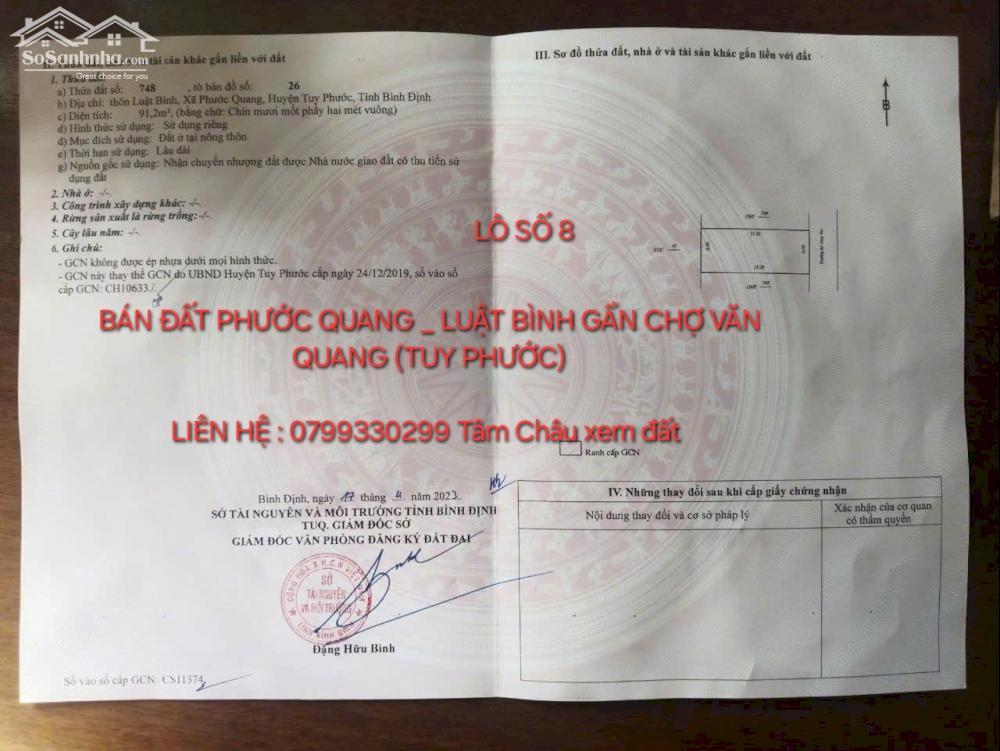 SoSanhnha.com
Great choice for you
tài sản khác gắn liền với đất
1. Thửa đất:
a) Thửa đất số: 748 , tờ bản đồ số: 26
b) Địa chỉ: thôn Luật Bình, Xã Phước Quang, Huyện Tuy Phước, Tỉnh Bình Định
c) Diện tích: 91,2m², (bằng chữ: Chín mươi mốt phẩy hai mét vuông)
d) Hình thức sử dụng: Sử dụng riêng
đ) Mục đích sử dụng: Đất ở tại nông thôn
e) Thời hạn sử dụng: Lâu dài
g) Nguồn gốc sử dụng: Nhận chuyển nhượng đất được Nhà nước giao đất có thu tiền sử
dụng đất
2. Nhà ở: -/-.
3. Công trình xây dựng khác: -/-.
4. Rừng sản xuất là rừng trồng: -/-.
5. Cây lâu năm: -/-.
6. Ghi chú:
- GCN không được ép nhựa dưới mọi hình thức.
- GCN này thay thế GCN do UBND Huyện Tuy Phước cấp ngày 24/12/2019, số vào sổ
cấp GCN: CH10633./.
III. Sơ đồ thửa đất, nhà ở và tài sản khác gắn liền với đất
B
LÔ SỐ 8
BÁN ĐẤT PHƯỚC QUANG _ LUẬT BÌNH GẦN CHỢ VĂN
QUANG (TUY PHƯỚC)
LIÊN HỆ : 0799330299 Tâm Châu xem đất
Ranh cấp GCN
Bình Định, ngày 17 tháng 4 năm 2022.
SỞ TÀI NGUYÊN VÀ MÔI TRƯỜNG TỈNH BÌNH ĐỊNH
TUQ. GIÁM ĐỐC SỞ
GIÁM ĐỐC VĂN PHÒNG ĐĂNG KÝ ĐẤT ĐAI
CỘNG HÒA X.H.C.N VIỆT NAM
SỞ
TÀI NGUYÊN
VÀ MÔI TRƯỜNG
TỈNH BÌNH ĐỊNH
Đặng Hữu Bình
Số vào sổ cấp GCN: CS11374
IV. Những thay đổi sau khi cấp giấy chứng nhận
Nội dung thay đổi và cơ sở pháp lý
Xác nhận của cơ quan
có thẩm quyền